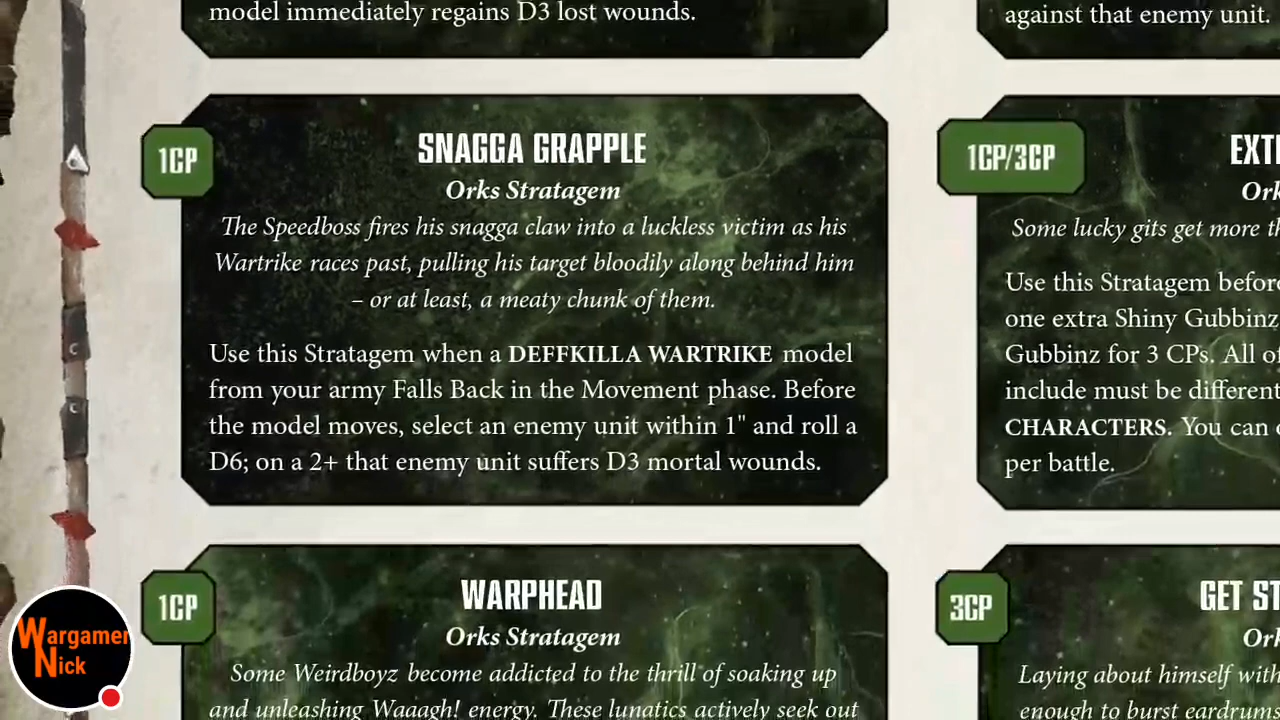 model immediately regains D3 lost wounds.
1CP
SNAGGA GRAPPLE
Orks Stratagem
The Speedboss fires his snagga claw into a luckless victim as his
Wartrike races past, pulling his target bloodily along behind him
– or at least, a meaty chunk of them.
Use this Stratagem when a DEFFKILLA WARTRIKE model
from your army Falls Back in the Movement phase. Before
the model moves, select an enemy unit within 1" and roll a
D6; on a 2+ that enemy unit suffers D3 mortal wounds.
1CP
WARPHEAD
Orks Stratagem
Some Weirdboyz become addicted to the thrill of soaking up
and unleashing Waaagh! energy. These lunatics actively seek out
against that enemy unit.
1CP/3CP
Some lucky gits get more
Use this Stratagem
one extra Shiny Gubbinz
Gubbinz for 3 CPs. All
include must be different
CHARACTERS. You can
per battle.
3CP
GET
Laying about himself with
enough to burst eardrums
Wargamer
Nick